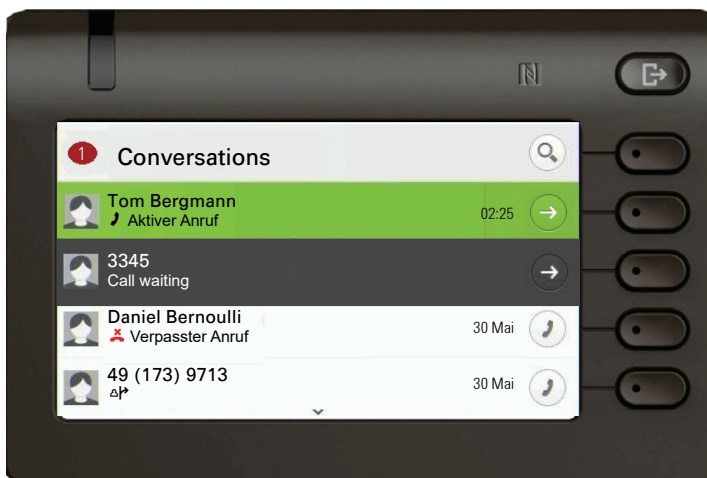 1 Conversations
Tom Bergmann
Aktiver Anruf 02:25
3345
Call waiting
Daniel Bernoulli
Verpasster Anruf 30 Mai
49 (173) 9713
30 Mai